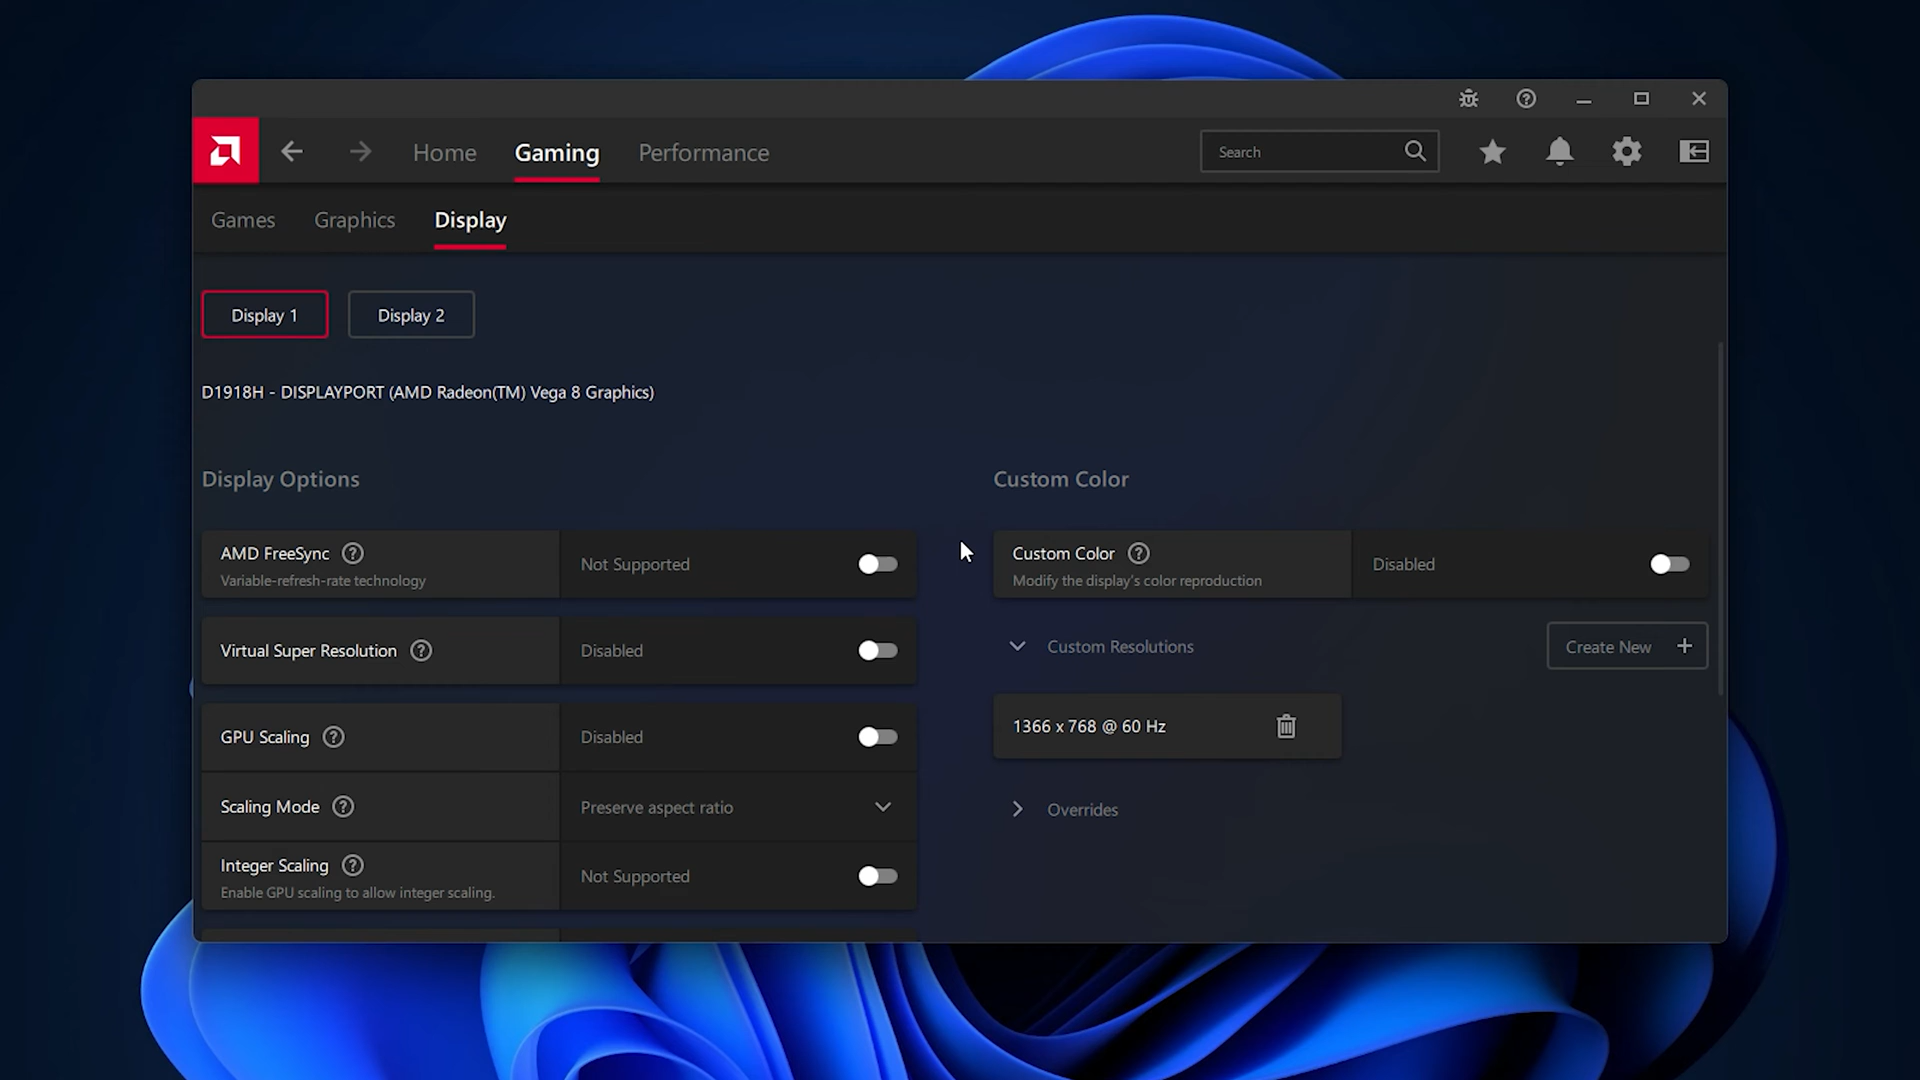 Home
Gaming
Performance
Search
Games
Graphics
Display
Display 1
Display 2
D1918H - DISPLAYPORT (AMD Radeon(TM) Vega 8 Graphics)
Display Options
Custom Color
AMD FreeSync
Variable-refresh-rate technology
Not Supported
Custom Color
Modify the display's color reproduction
Disabled
Virtual Super Resolution
Disabled
Custom Resolutions
Create New
GPU Scaling
Disabled
1366 x 768 @ 60 Hz
Scaling Mode
Preserve aspect ratio
Overrides
Integer Scaling
Enable GPU scaling to allow integer scaling.
Not Supported